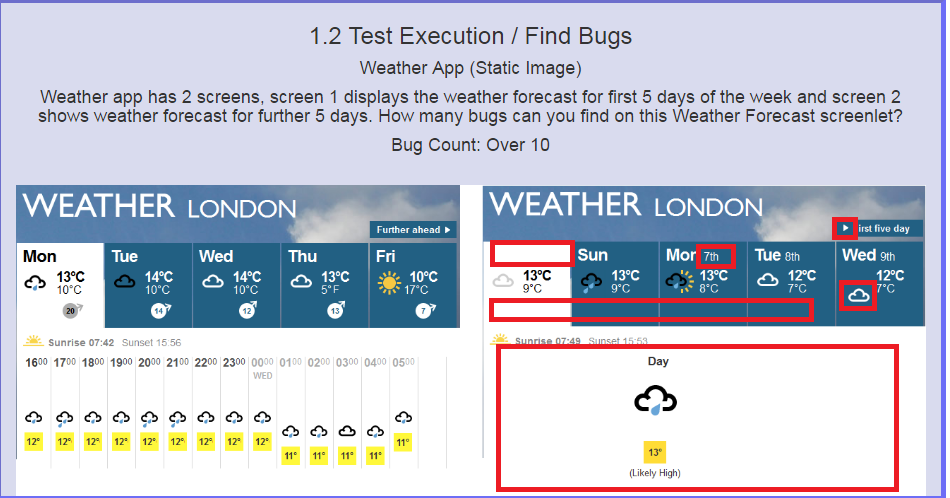 1.2 Test Execution / Find Bugs
Weather App (Static Image)
Weather app has 2 screens, screen 1 displays the weather forecast for first 5 days of the week and screen 2
shows weather forecast for further 5 days. How many bugs can you find on this Weather Forecast screenlet?
Bug Count: Over 10
WEATHER LONDON
Further ahead
Mon Tue Wed Thu Fri
13°C 14°C 14°C 13°C 10°C
10°C 10°C 10°C 5°F 17°C
20 14 12 13 7
Sunrise 07:42 Sunset 15:56
1600 1700 1800 1900 2000 2100 2200 2300 0000 0100 0200 0300 0400 0500
WED
12° 12° 12° 12° 12° 12° 12° 12° 12° 11° 11° 11° 11° 11°
WEATHER LONDON
irst five day
Sun Mon 7th Tue 8th Wed 9th
13°C 13°C 13°C 12°C 12°C
9°C 9°C 8°C 7°C 7°C
Sunrise 07:49 Sunset 15:53
Day
13°
(Likely High)